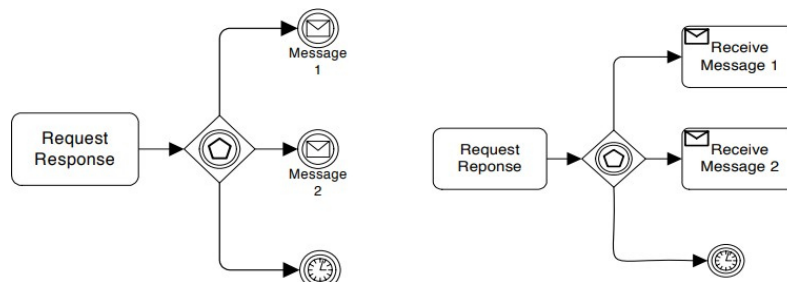 Request
Response
Message
1
Message
2
Request
Reponse
Receive
Message 1
Receive
Message 2